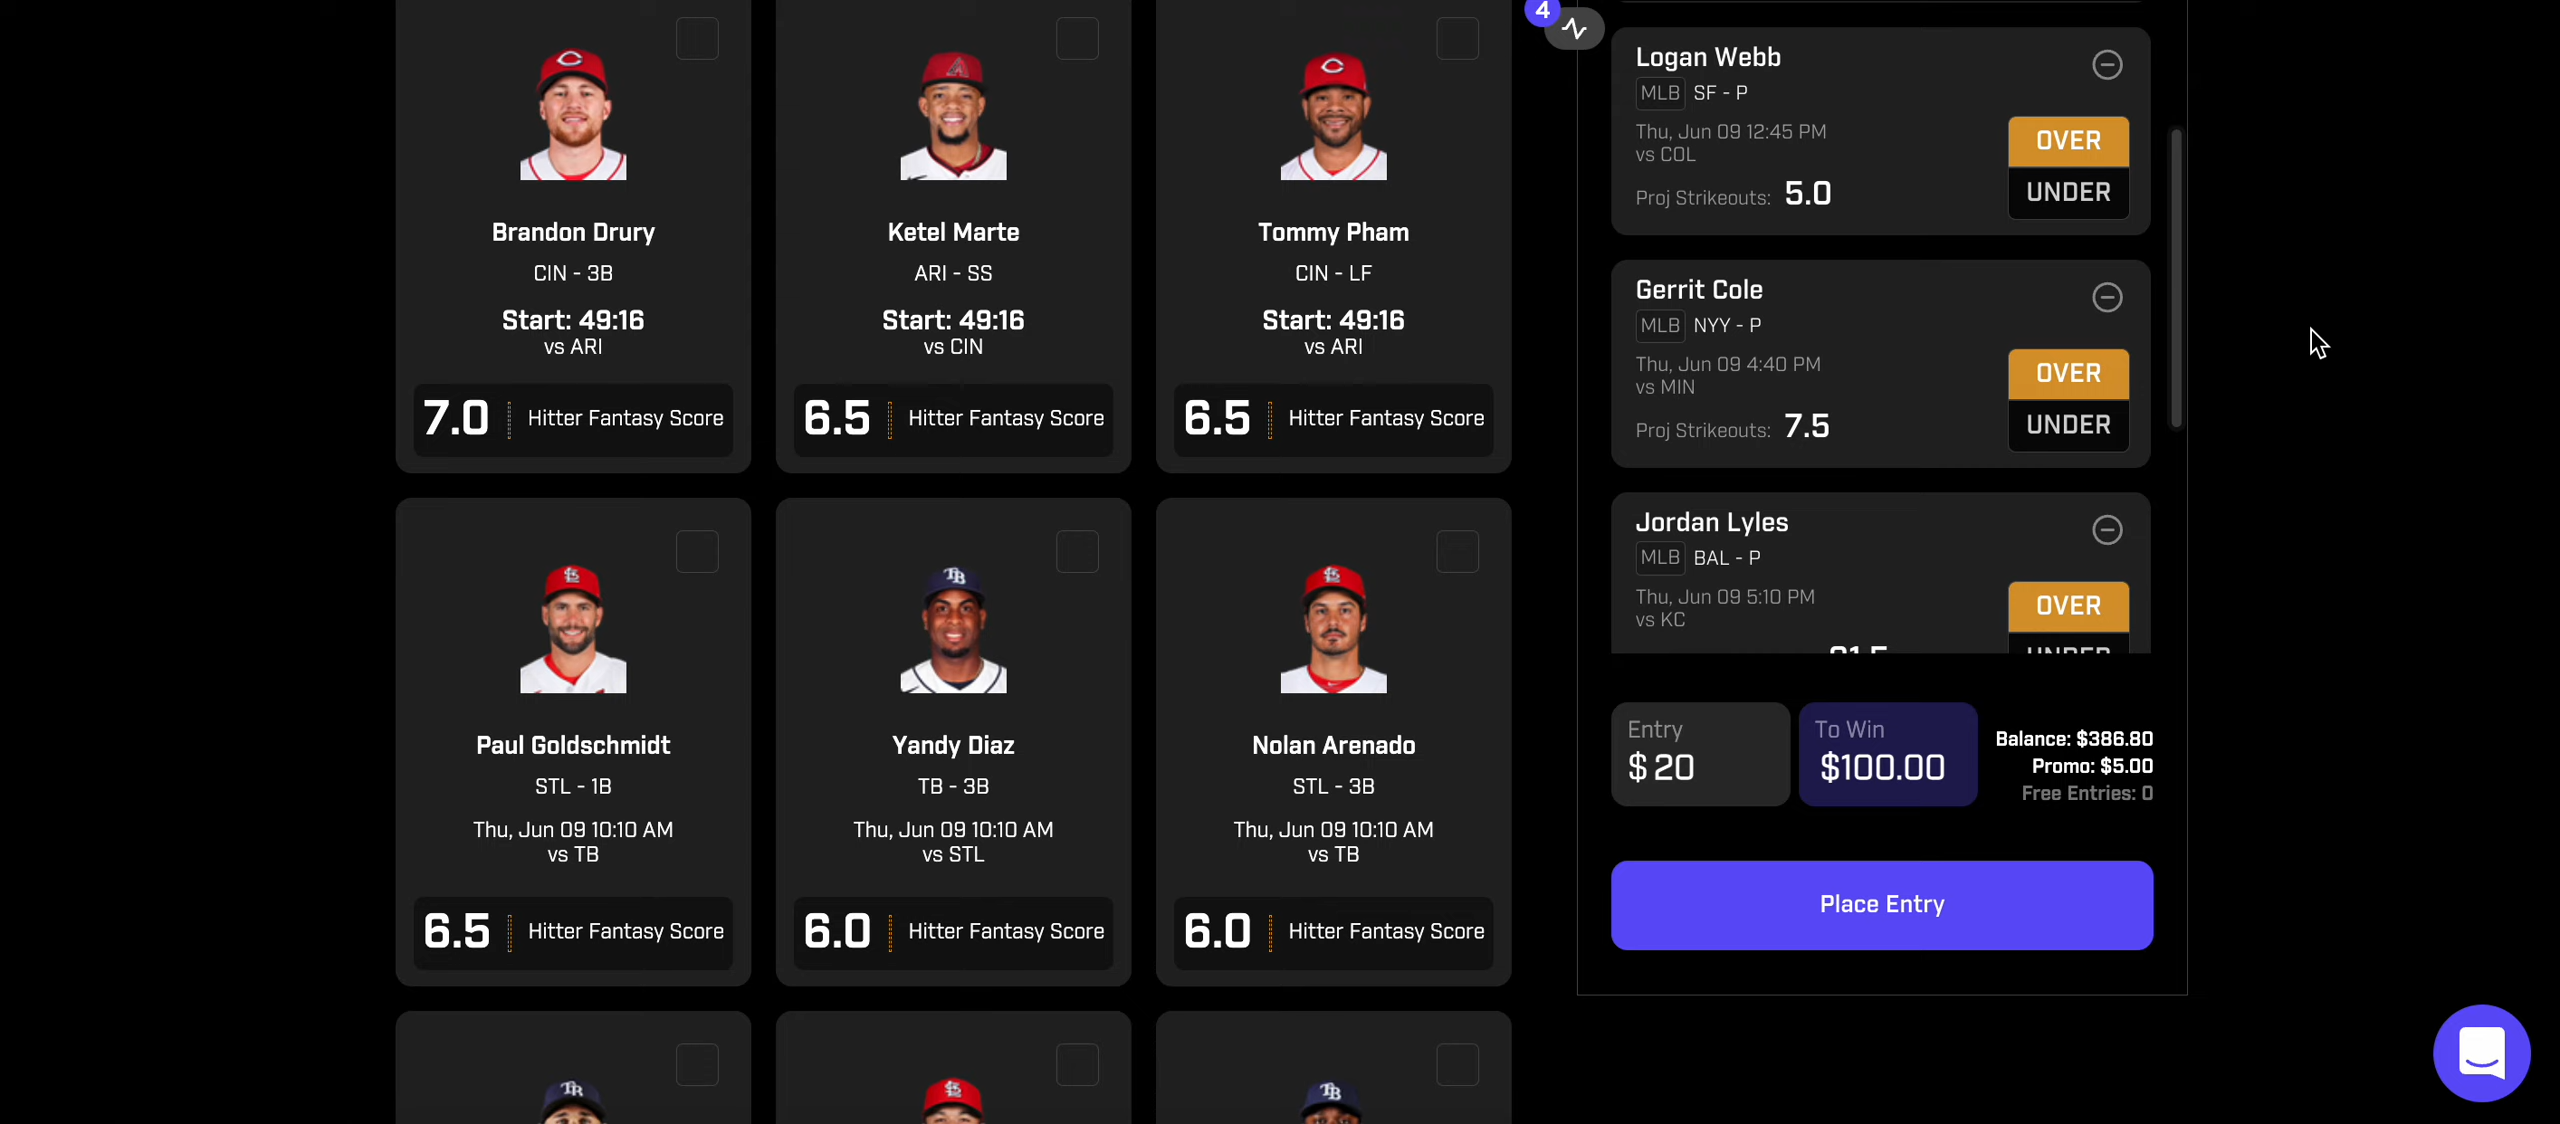 Brandon Drury
CIN - 3B
Start: 49:16
vs ARI
7.0 Hitter Fantasy Score
Ketel Marte
ARI - SS
Start: 49:16
vs CIN
6.5 Hitter Fantasy Score
Tommy Pham
CIN - LF
Start: 49:16
vs ARI
6.5 Hitter Fantasy Score
Paul Goldschmidt
STL - 1B
Thu, Jun 09 10:10 AM
vs TB
6.5 Hitter Fantasy Score
Yandy Diaz
TB - 3B
Thu, Jun 09 10:10 AM
vs STL
6.0 Hitter Fantasy Score
Nolan Arenado
STL - 3B
Thu, Jun 09 10:10 AM
vs TB
6.0 Hitter Fantasy Score
4
Logan Webb
MLB SF - P
Thu, Jun 09 12:45 PM
vs COL
Proj Strikeouts: 5.0
OVER
UNDER
Gerrit Cole
MLB NYY - P
Thu, Jun 09 4:40 PM
vs MIN
Proj Strikeouts: 7.5
OVER
UNDER
Jordan Lyles
MLB BAL - P
Thu, Jun 09 5:10 PM
vs KC
OVER
UNDER
Entry
$ 20
To Win
$100.00
Balance: $386.80
Promo: $5.00
Free Entries: 0
Place Entry